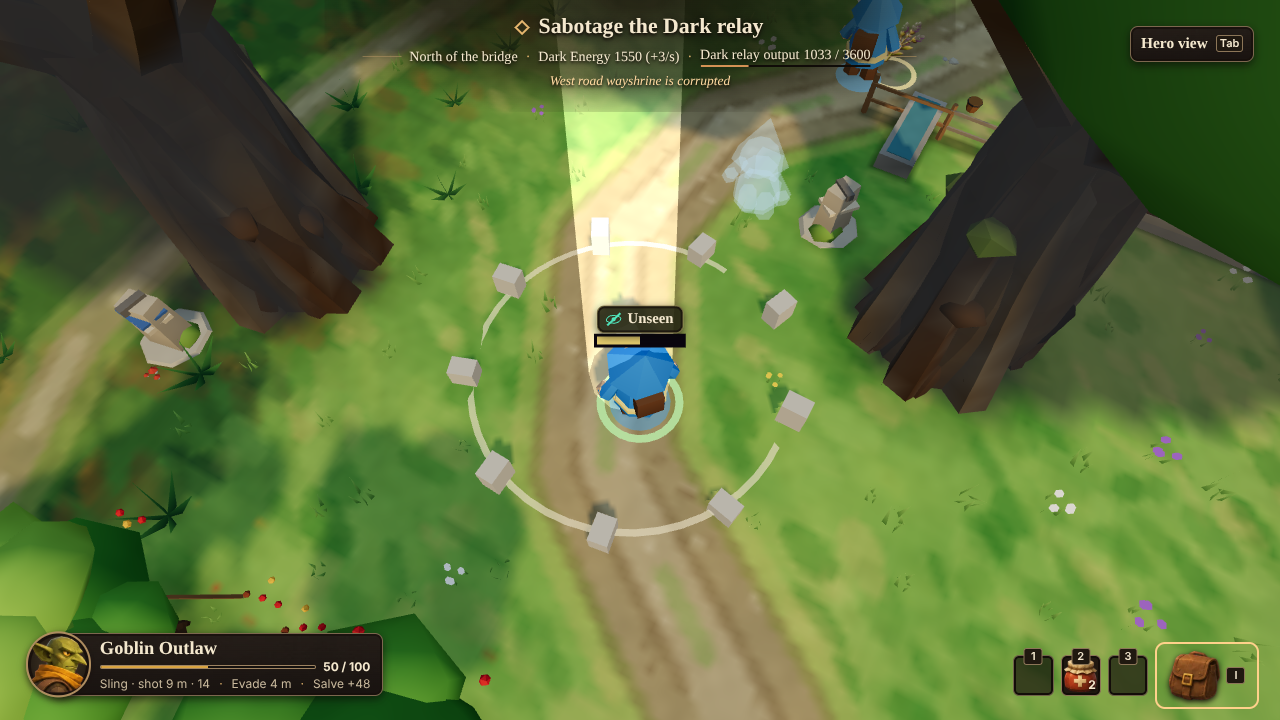 Sabotage the Dark relay
North of the bridge · Dark Energy 1550 (+3/s) · Dark relay output 1033 / 3600
West road wayshrine is corrupted
Hero view Tab
Unseen
Goblin Outlaw
50 / 100
Sling · shot 9 m · 14 · Evade 4 m · Salve +48
1
2
3
2
I